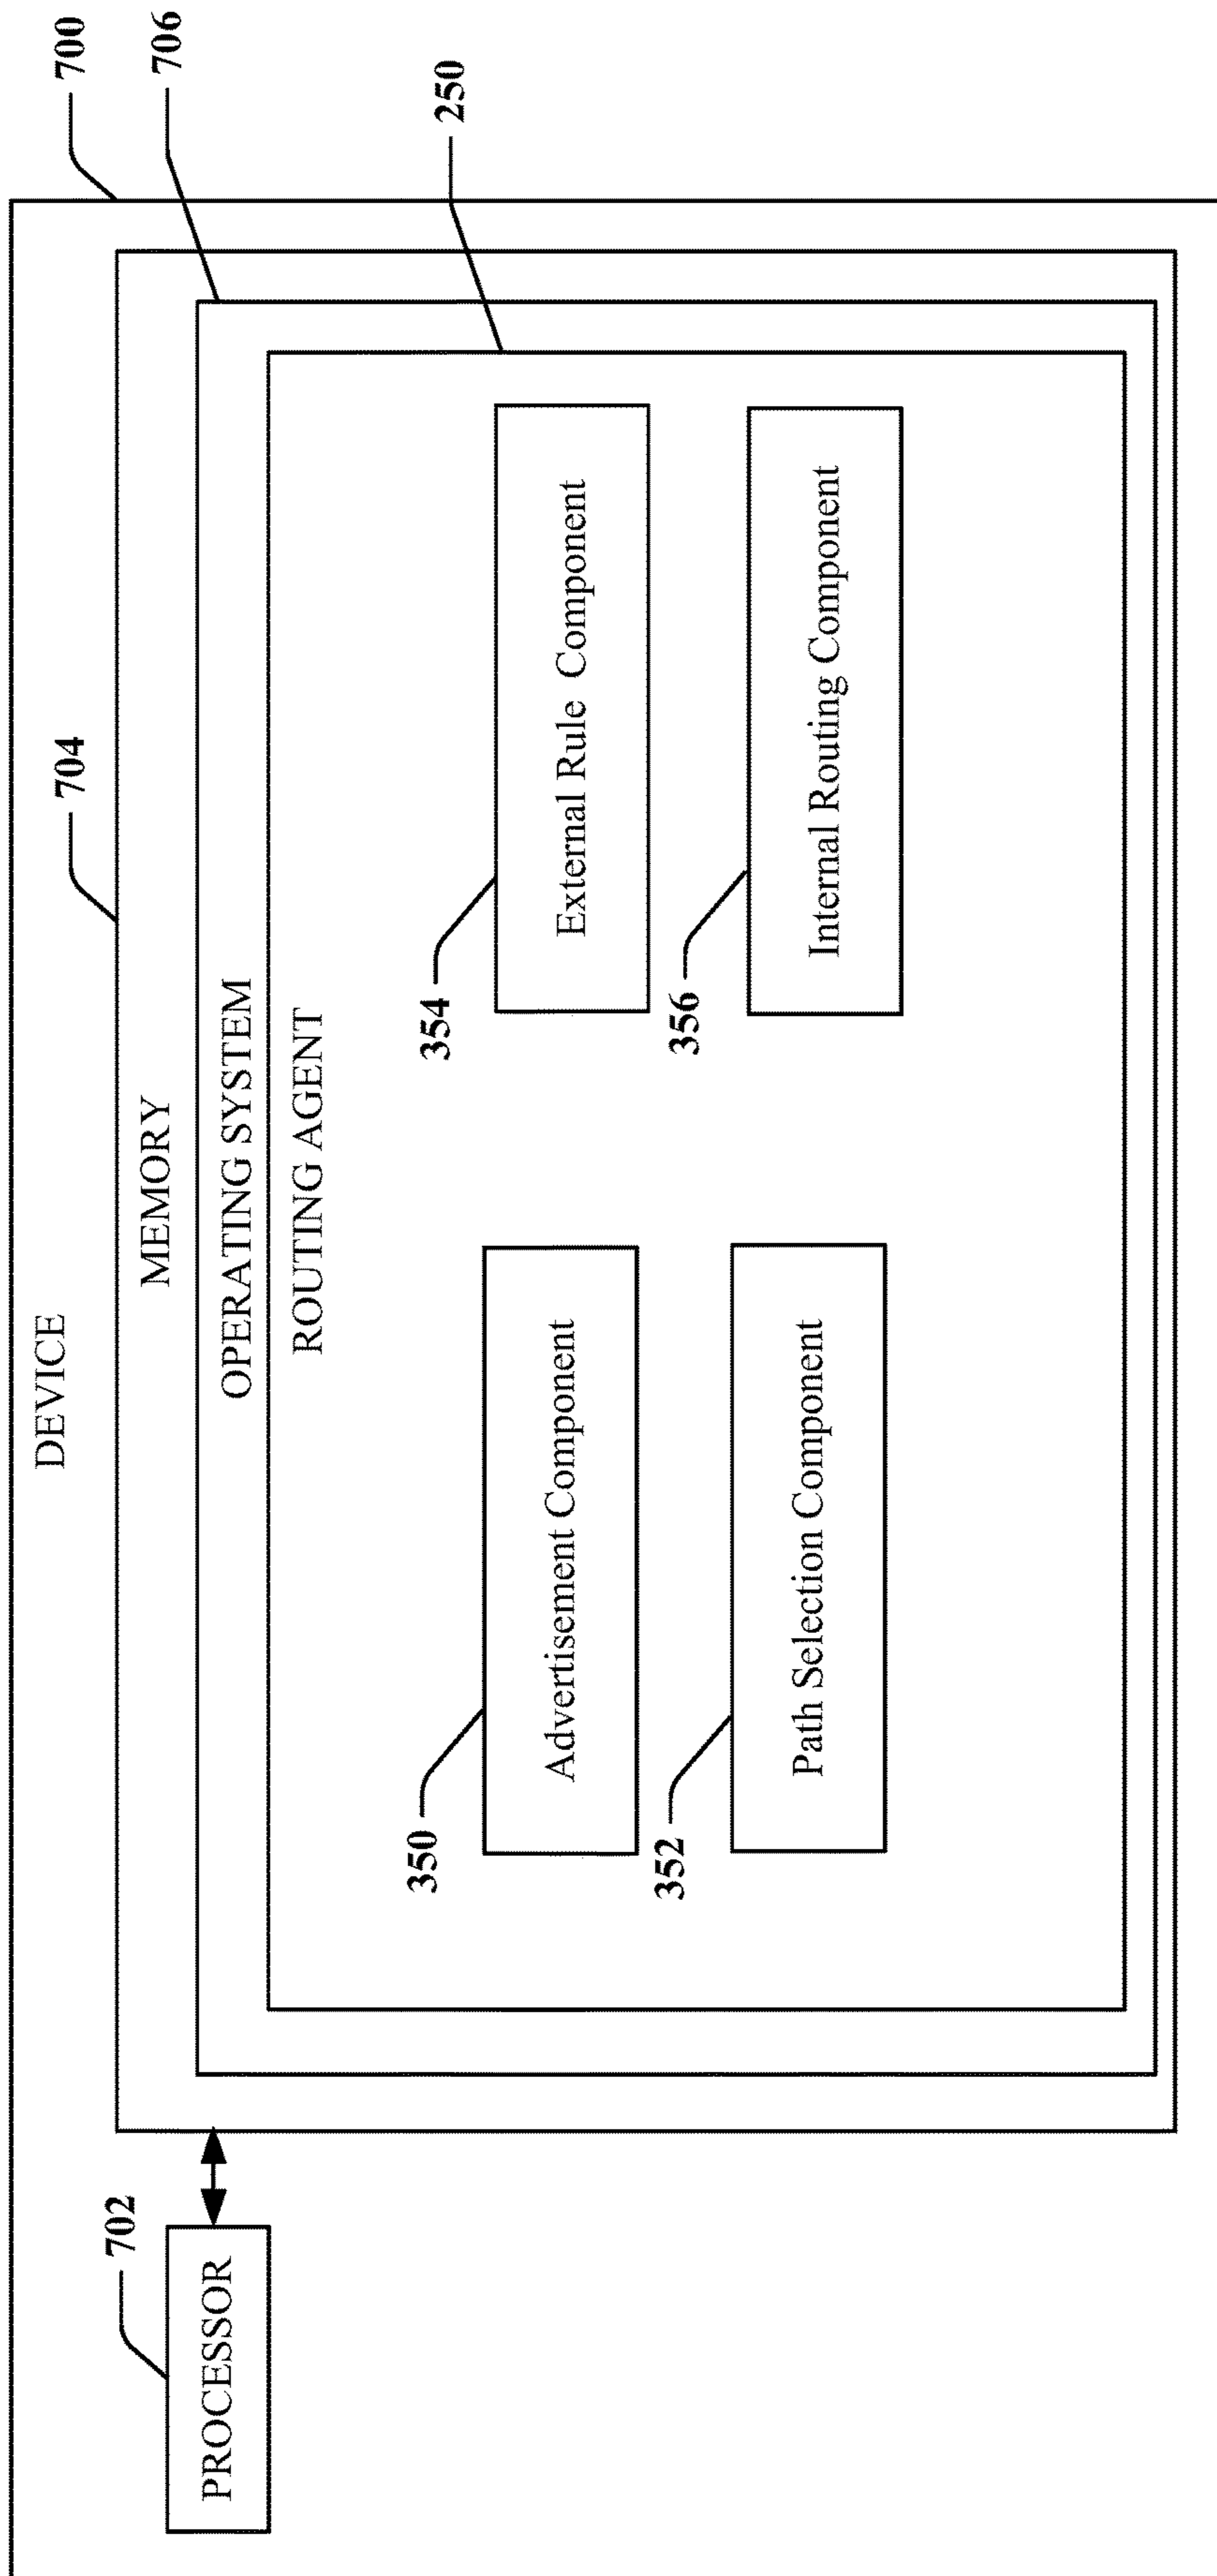 700
DEVICE
704
706
MEMORY
702
PROCESSOR
OPERATING SYSTEM
250
ROUTING AGENT
350
Advertisement Component
354
External Rule Component
352
Path Selection Component
356
Internal Routing Component